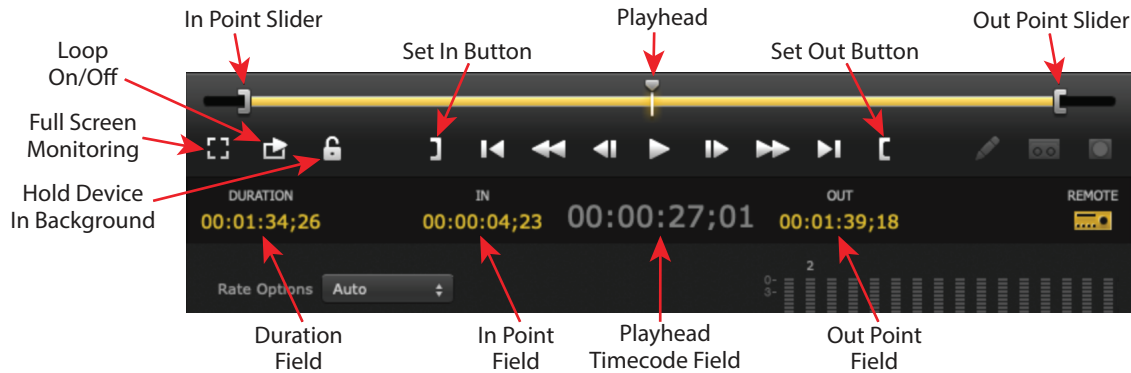 In Point Slider
Playhead
Out Point Slider
Loop
On/Off
Set In Button
Set Out Button
Full Screen
Monitoring
Hold Device
In Background
DURATION
00:01:34;26
IN
00:00:04;23
00:00:27;01
OUT
00:01:39;18
REMOTE
Rate Options
Auto
2
0-
3-
Duration
Field
In Point
Field
Playhead
Timecode Field
Out Point
Field